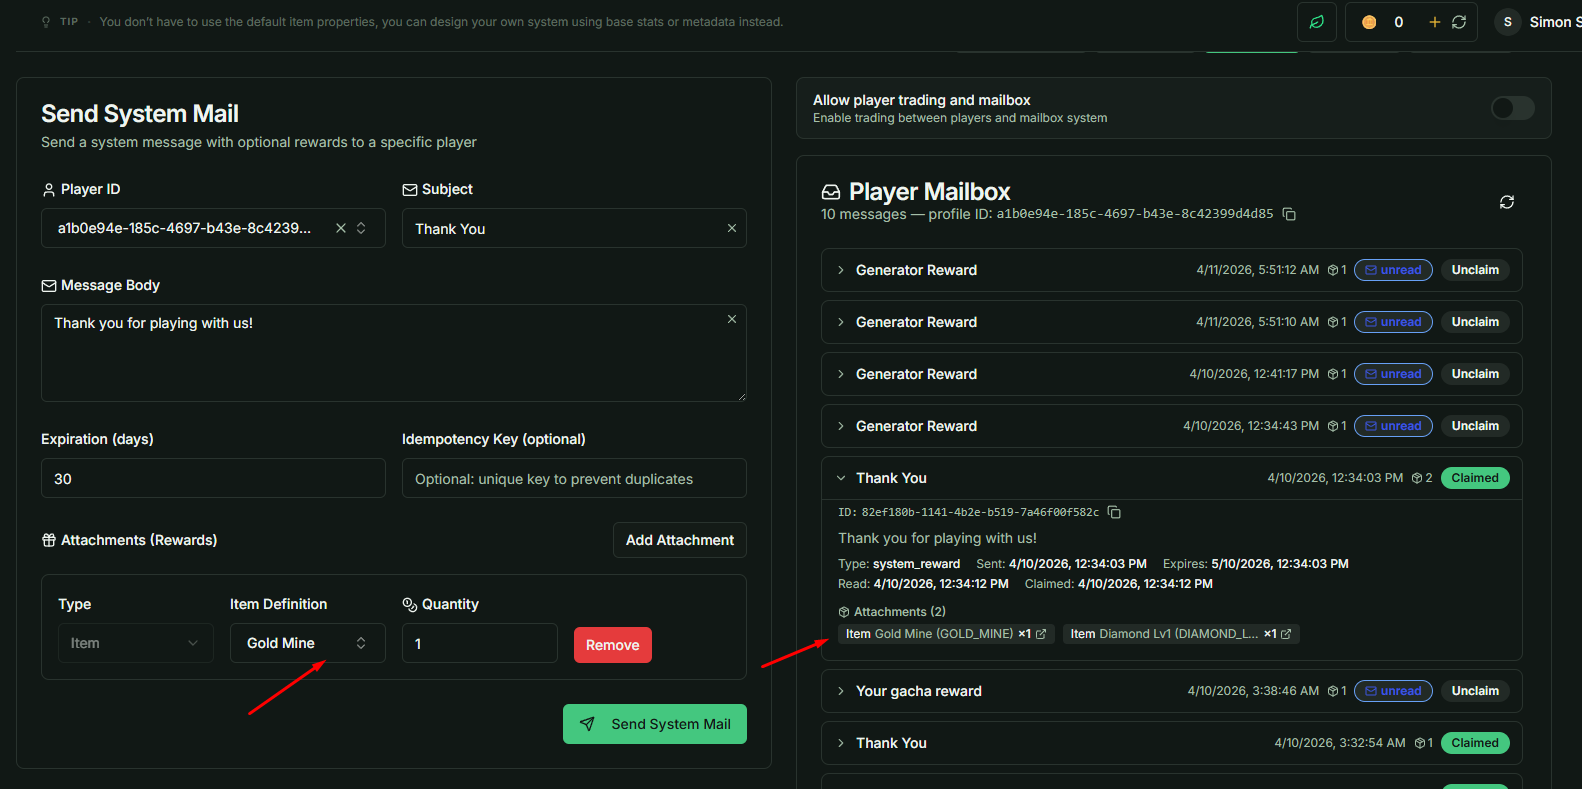 TIP · You don't have to use the default item properties, you can design your own system using base stats or metadata instead.
0
S Simon S
Send System Mail
Send a system message with optional rewards to a specific player
Player ID
Subject
a1b0e94e-185c-4697-b43e-8c4239...
Thank You
Message Body
Thank you for playing with us!
Expiration (days)
Idempotency Key (optional)
30
Optional: unique key to prevent duplicates
Attachments (Rewards)
Add Attachment
Type
Item Definition
Quantity
Item
Gold Mine
1
Remove
Send System Mail
Allow player trading and mailbox
Enable trading between players and mailbox system
Player Mailbox
10 messages — profile ID: a1b0e94e-185c-4697-b43e-8c42399d4d85
Generator Reward 4/11/2026, 5:51:12 AM 1 unread Unclaim
Generator Reward 4/11/2026, 5:51:10 AM 1 unread Unclaim
Generator Reward 4/10/2026, 12:41:17 PM 1 unread Unclaim
Generator Reward 4/10/2026, 12:34:43 PM 1 unread Unclaim
Thank You 4/10/2026, 12:34:03 PM 2 Claimed
ID: 82ef180b-1141-4b2e-b519-7a46f00f582c
Thank you for playing with us!
Type: system_reward Sent: 4/10/2026, 12:34:03 PM Expires: 5/10/2026, 12:34:03 PM
Read: 4/10/2026, 12:34:12 PM Claimed: 4/10/2026, 12:34:12 PM
Attachments (2)
Item Gold Mine (GOLD_MINE) ×1 Item Diamond Lv1 (DIAMOND_L... ×1
Your gacha reward 4/10/2026, 3:38:46 AM 1 unread Unclaim
Thank You 4/10/2026, 3:32:54 AM 1 Claimed